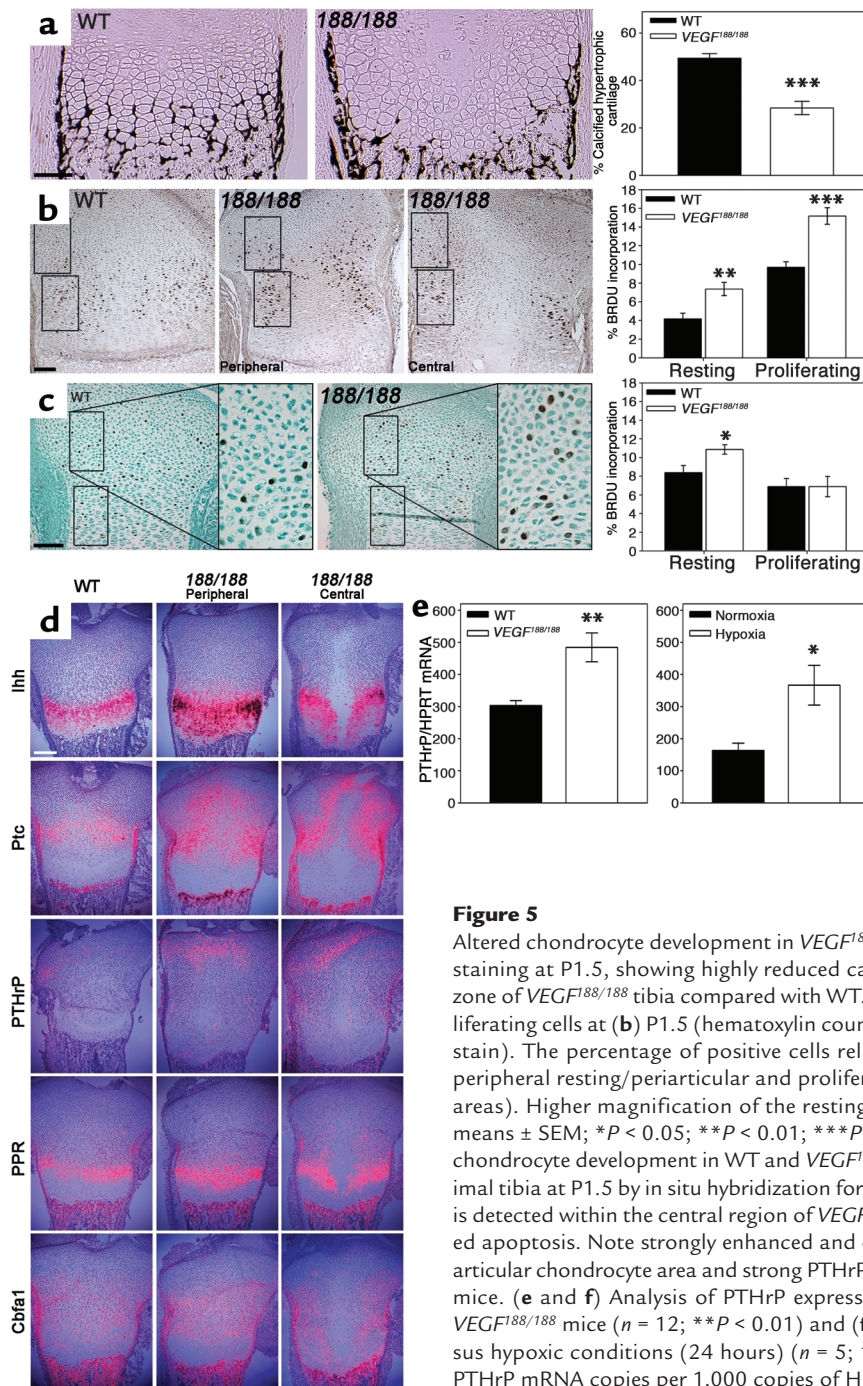 a
WT
188/188
% Calcified hypertrophic
cartilage
60
40
20
0
WT
VEGF188/188
***
b
WT
188/188
188/188
Peripheral
Central
% BRDU incorporation
18
16
14
12
10
8
6
4
2
0
WT
VEGF188/188
**
***
Resting
Proliferating
c
WT
188/188
% BRDU incorporation
18
16
14
12
10
8
6
4
2
0
WT
VEGF188/188
*
Resting
Proliferating
d
WT
188/188
Peripheral
188/188
Central
Ihh
Ptc
PTHrP
PPR
Cbfa1
e
PTHrP/HPRT mRNA
600
500
400
300
200
100
0
WT
VEGF188/188
**
600
500
400
300
200
100
0
Normoxia
Hypoxia
*
Figure 5
Altered chondrocyte development in VEGF18
staining at P1.5, showing highly reduced ca
zone of VEGF188/188 tibia compared with WT.
liferating cells at (b) P1.5 (hematoxylin coun
stain). The percentage of positive cells rel
peripheral resting/periarticular and prolifer
areas). Higher magnification of the resting
means ± SEM; *P < 0.05; **P < 0.01; ***P
chondrocyte development in WT and VEGF1
imal tibia at P1.5 by in situ hybridization for
is detected within the central region of VEGF
ed apoptosis. Note strongly enhanced and
articular chondrocyte area and strong PTHrP
mice. (e and f) Analysis of PTHrP express
VEGF188/188 mice (n = 12; **P < 0.01) and (f
sus hypoxic conditions (24 hours) (n = 5;
PTHrP mRNA copies per 1,000 copies of H